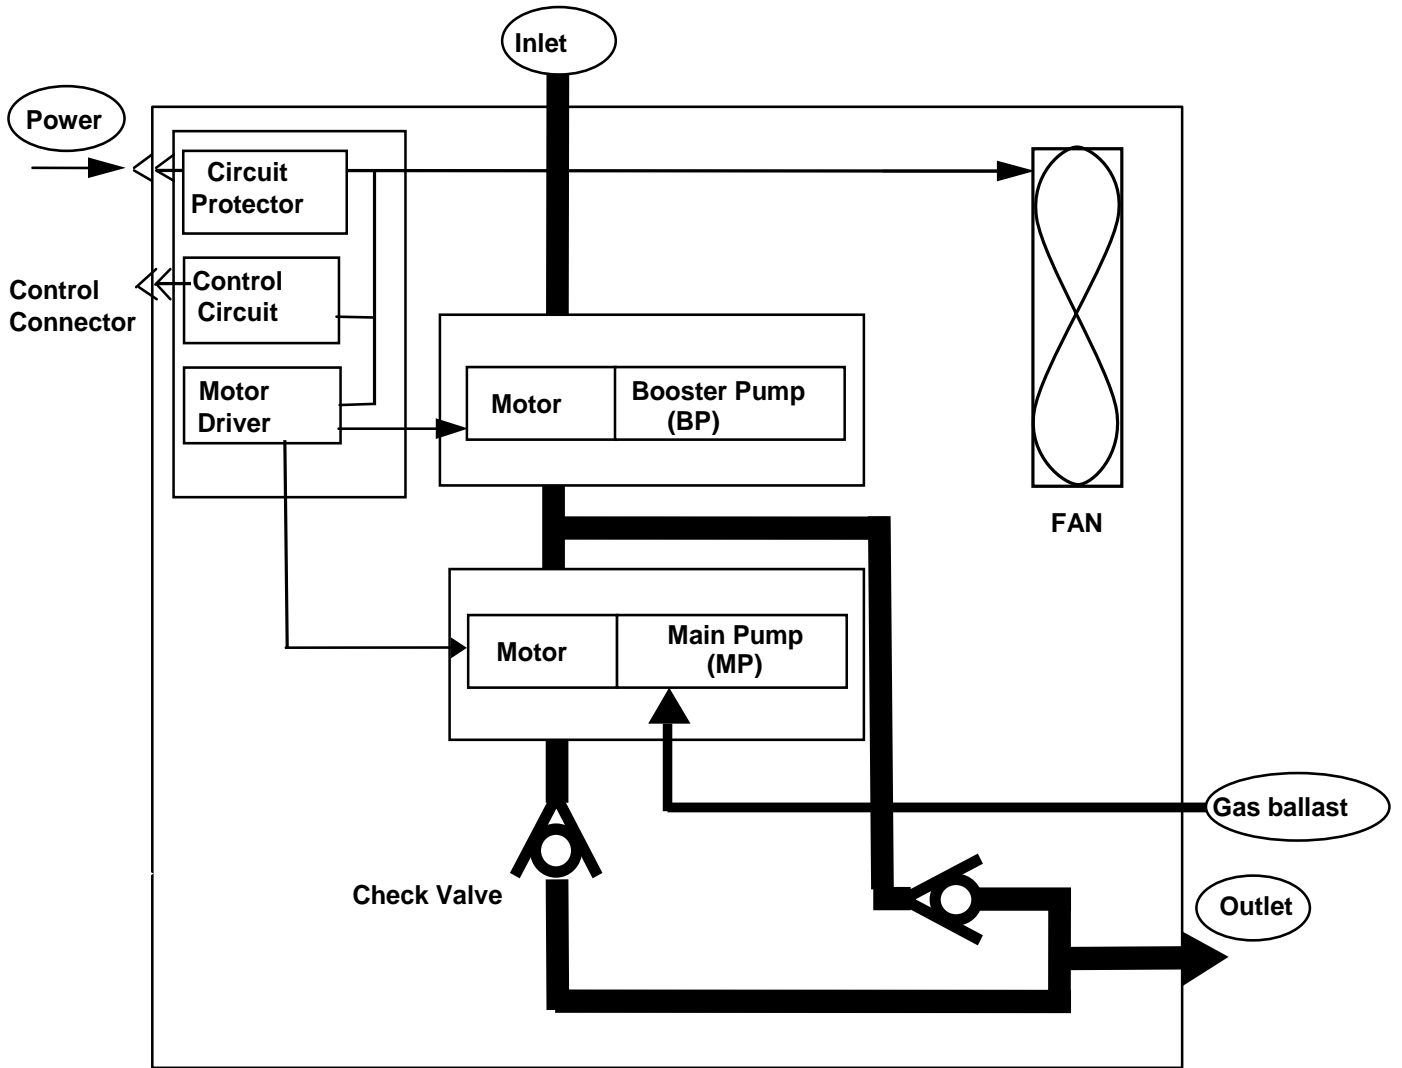 Inlet
Power
Circuit
Protector
Control
Connector
Control
Circuit
Motor
Driver
Motor
Booster Pump
(BP)
FAN
Motor
Main Pump
(MP)
Gas ballast
Check Valve
Outlet